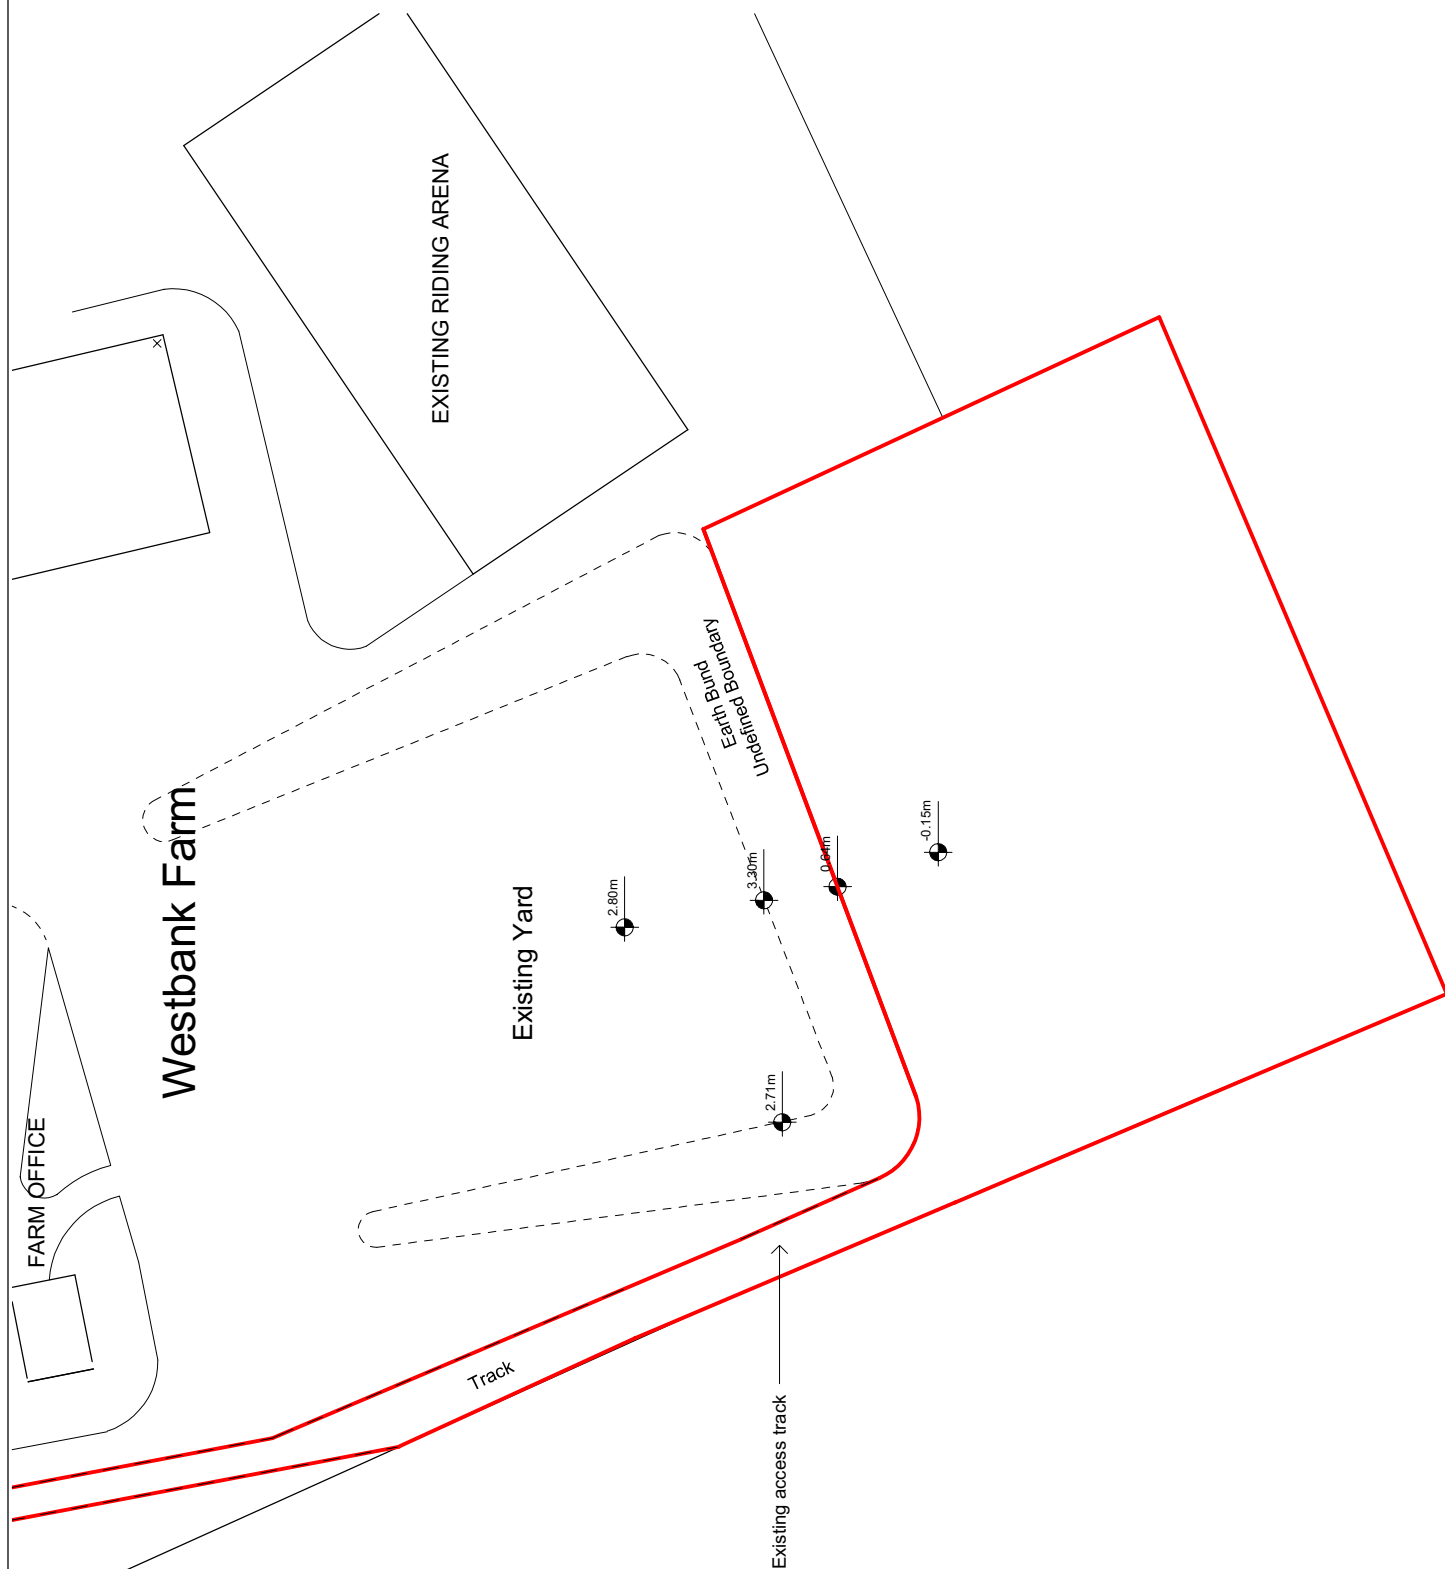 EXISTING RIDING ARENA
Westbank Farm
Existing Yard
Earth Bund
Undefined Boundary
2.80m
3.30m
0.64m
-0.15m
2.71m
FARM OFFICE
Track
Existing access track